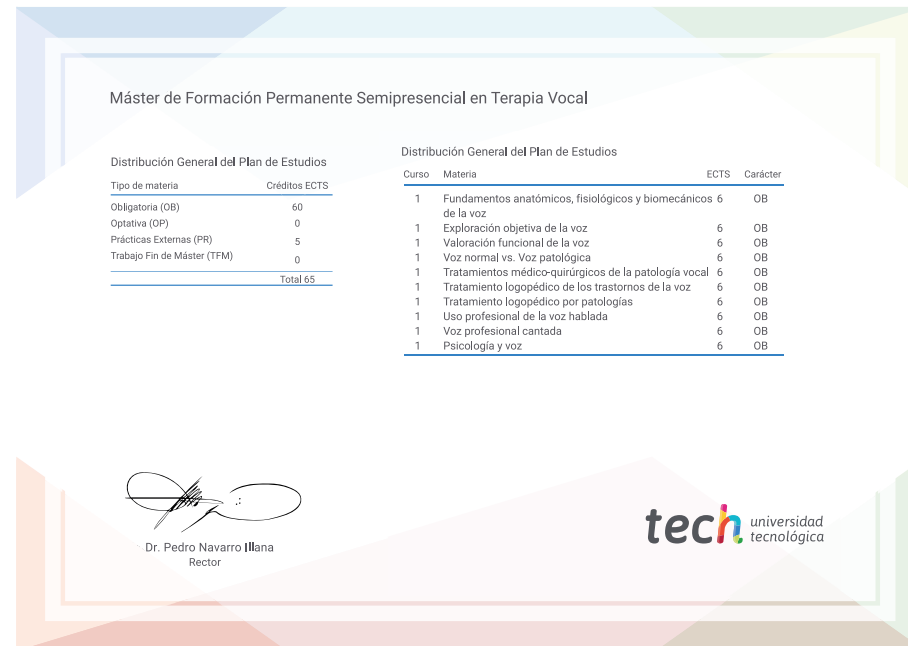 Máster de Formación Permanente Semipresencial en Terapia Vocal
Distribución General del Plan de Estudios
Tipo de materia Créditos ECTS
Obligatoria (OB) 60
Optativa (OP) 0
Prácticas Externas (PR) 5
Trabajo Fin de Máster (TFM) 0
Total 65
Distribución General del Plan de Estudios
Curso Materia ECTS Carácter
1 Fundamentos anatómicos, fisiológicos y biomecánicos 6 OB
de la voz
1 Exploración objetiva de la voz 6 OB
1 Valoración funcional de la voz 6 OB
1 Voz normal vs. Voz patológica 6 OB
1 Tratamientos médico-quirúrgicos de la patología vocal 6 OB
1 Tratamiento logopédico de los trastornos de la voz 6 OB
1 Tratamiento logopédico por patologías 6 OB
1 Uso profesional de la voz hablada 6 OB
1 Voz profesional cantada 6 OB
1 Psicología y voz 6 OB
Dr. Pedro Navarro Illana
Rector
tech universidad
tecnológica